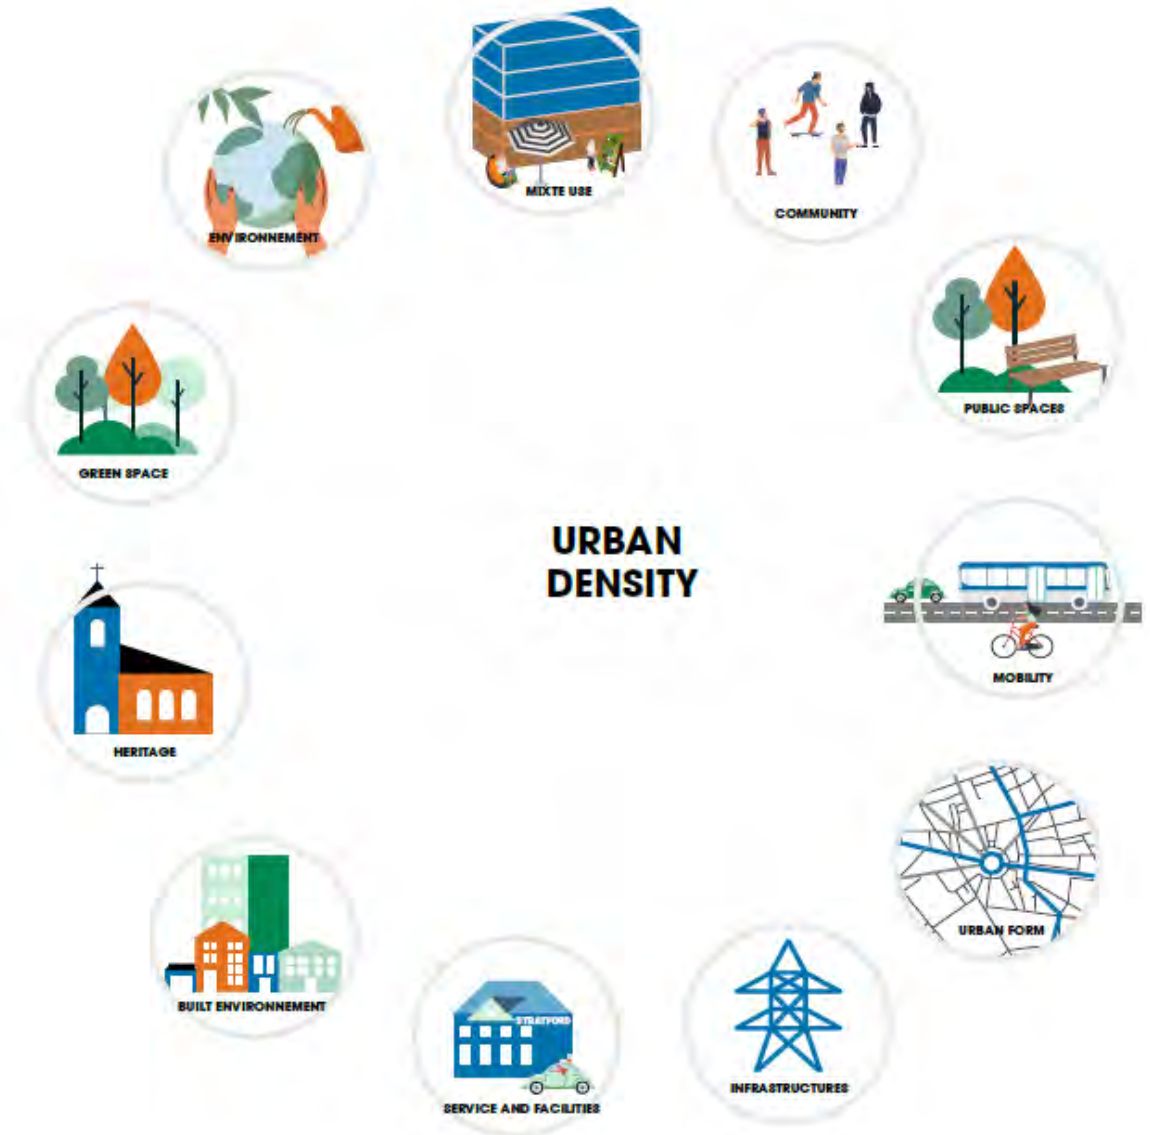 MIXTE USE
COMMUNITY
ENVIRONNEMENT
PUBLIC SPACES
GREEN SPACE
URBAN
DENSITY
MOBILITY
HERITAGE
URBAN FORM
BUILT ENVIRONNEMENT
STRATFORD
INFRASTRUCTURES
SERVICE AND FACILITIES